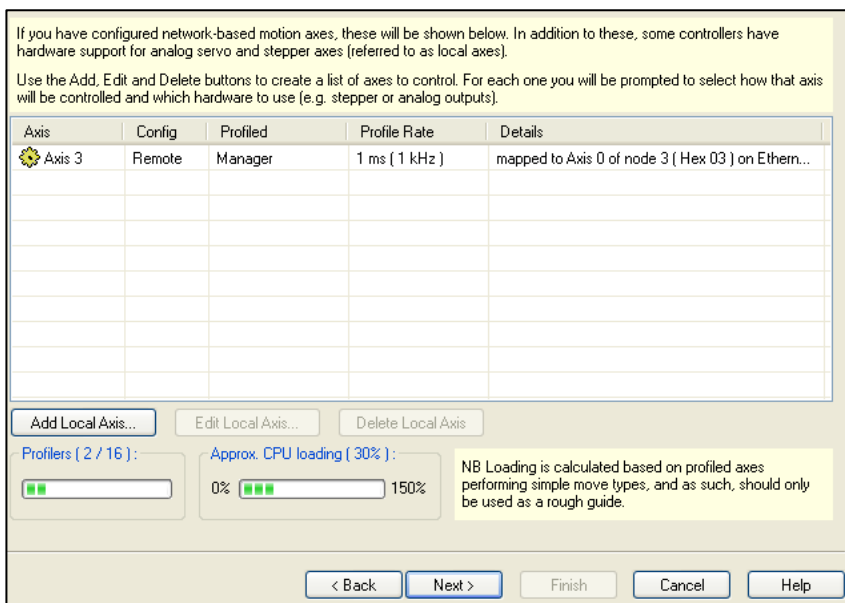 If you have configured network-based motion axes, these will be shown below. In addition to these, some controllers have
hardware support for analog servo and stepper axes (referred to as local axes).
Use the Add, Edit and Delete buttons to create a list of axes to control. For each one you will be prompted to select how that axis
will be controlled and which hardware to use (e.g. stepper or analog outputs).
Axis Config Profiled Profile Rate Details
Axis 3 Remote Manager 1 ms ( 1 kHz ) mapped to Axis 0 of node 3 ( Hex 03 ) on Ethern...
Add Local Axis... Edit Local Axis... Delete Local Axis
Profilers ( 2 / 16 ) : Approx. CPU loading ( 30% ) :
0% 150%
NB Loading is calculated based on profiled axes
performing simple move types, and as such, should only
be used as a rough guide.
< Back Next > Finish Cancel Help